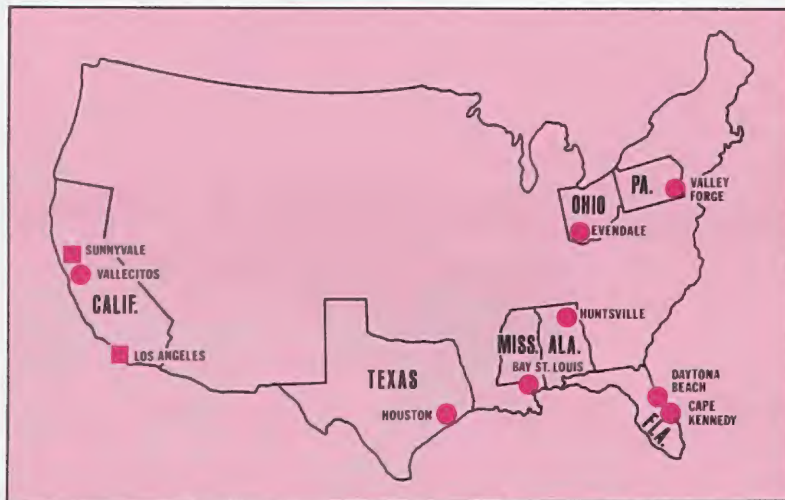 PA.
VALLEY
FORGE
OHIO
EVENDALE
SUNNYVALE
VALLECITOS
CALIF.
LOS ANGELES
HUNTSVILLE
MISS.
ALA.
BAY ST. LOUIS
TEXAS
HOUSTON
DAYTONA
BEACH
CAPE
KENNEDY
FLA.